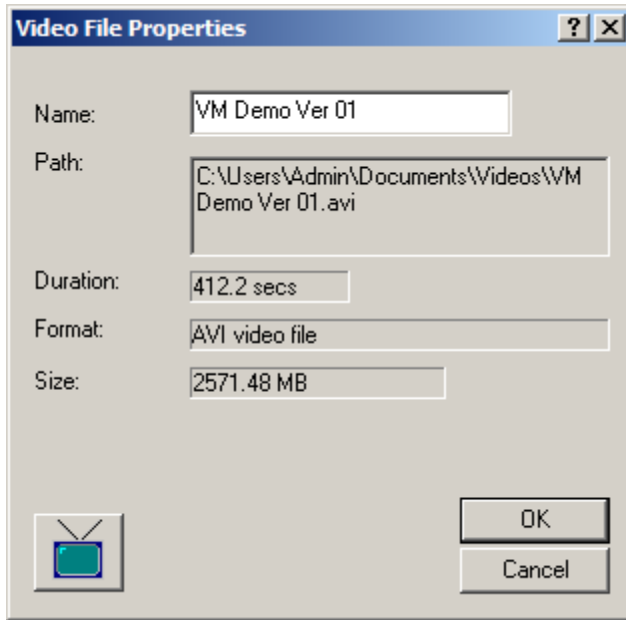 Video File Properties
Name: VM Demo Ver 01
Path: C:\Users\Admin\Documents\Videos\VM
Demo Ver 01.avi
Duration: 412.2 secs
Format: AVI video file
Size: 2571.48 MB
OK
Cancel